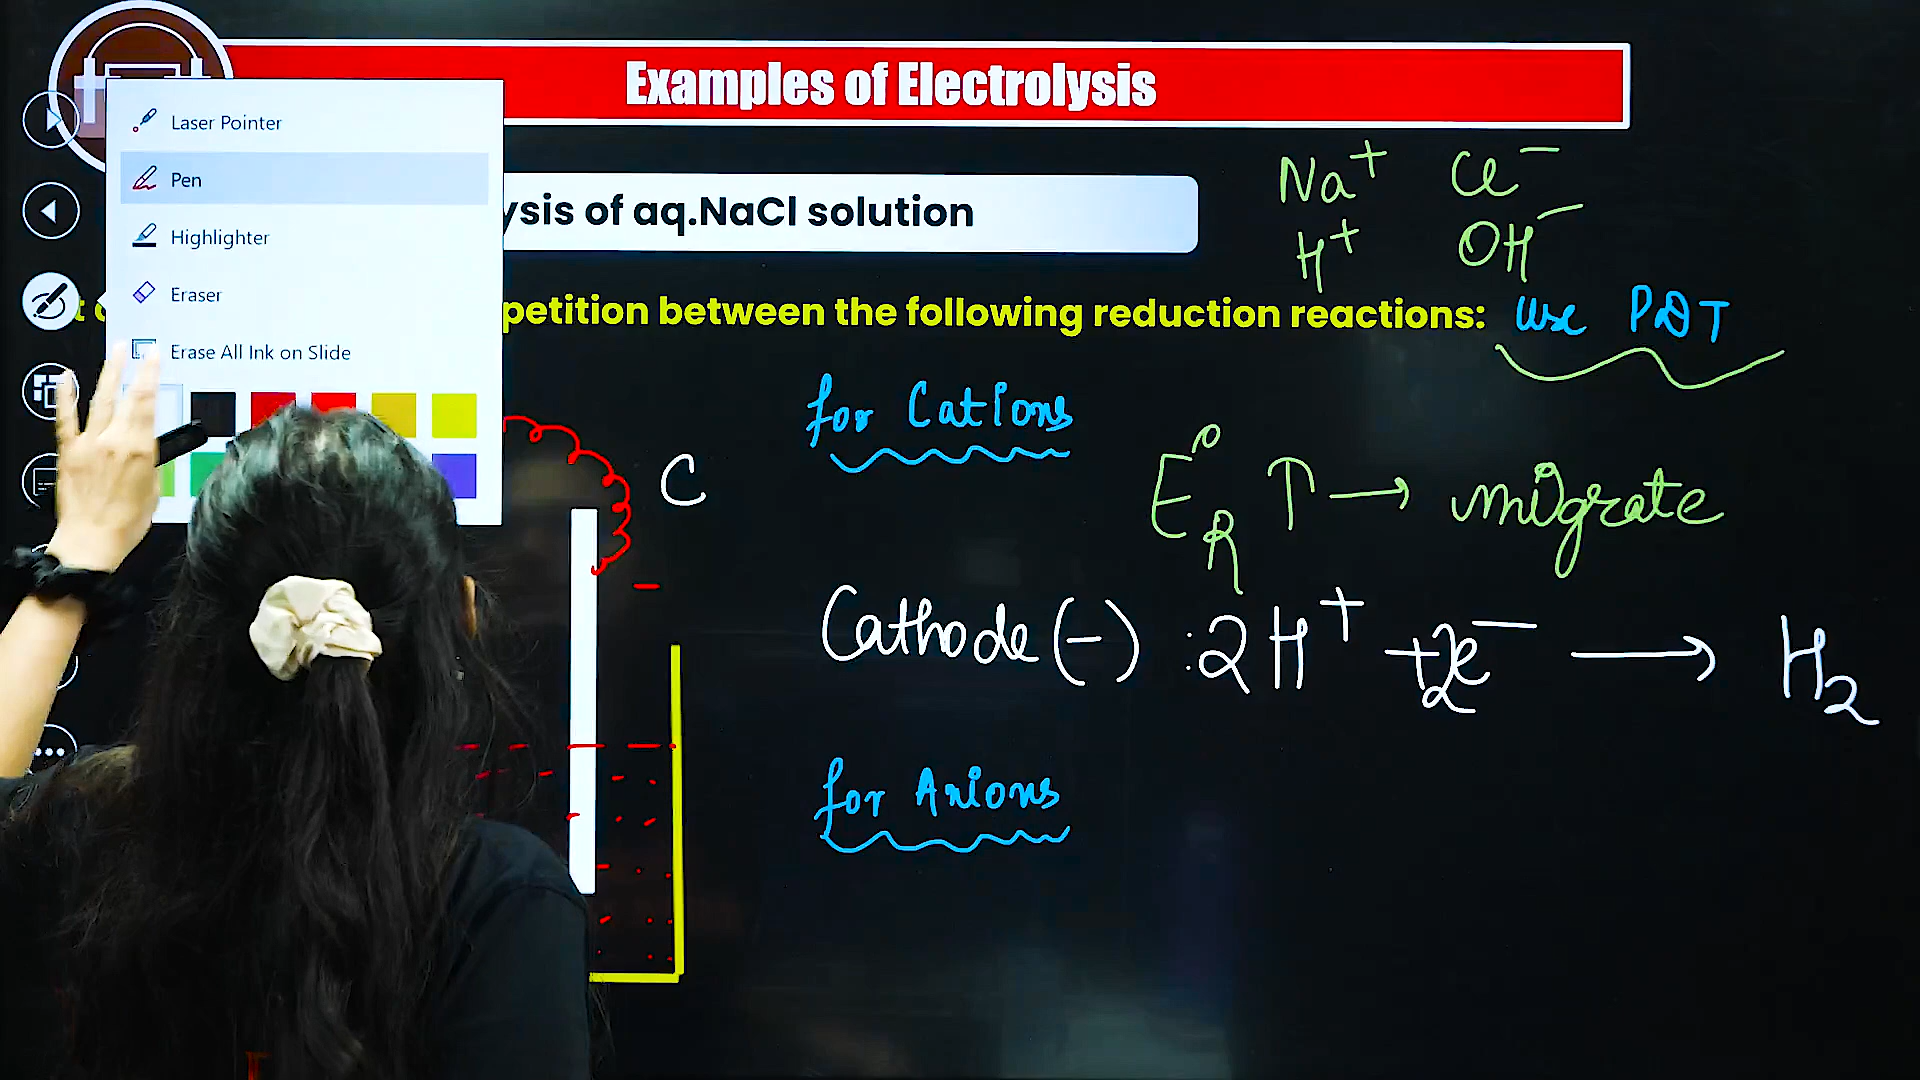 Examples of Electrolysis
Laser Pointer
Pen
Highlighter
Eraser
Erase All Ink on Slide
ysis of aq.NaCl solution
Na+ Cl-
H+ OH-
petition between the following reduction reactions: Use PDT
for Cations
C
E°R ↑ → migrate
Cathode (-) : 2H+ + 2e- → H2
for Anions